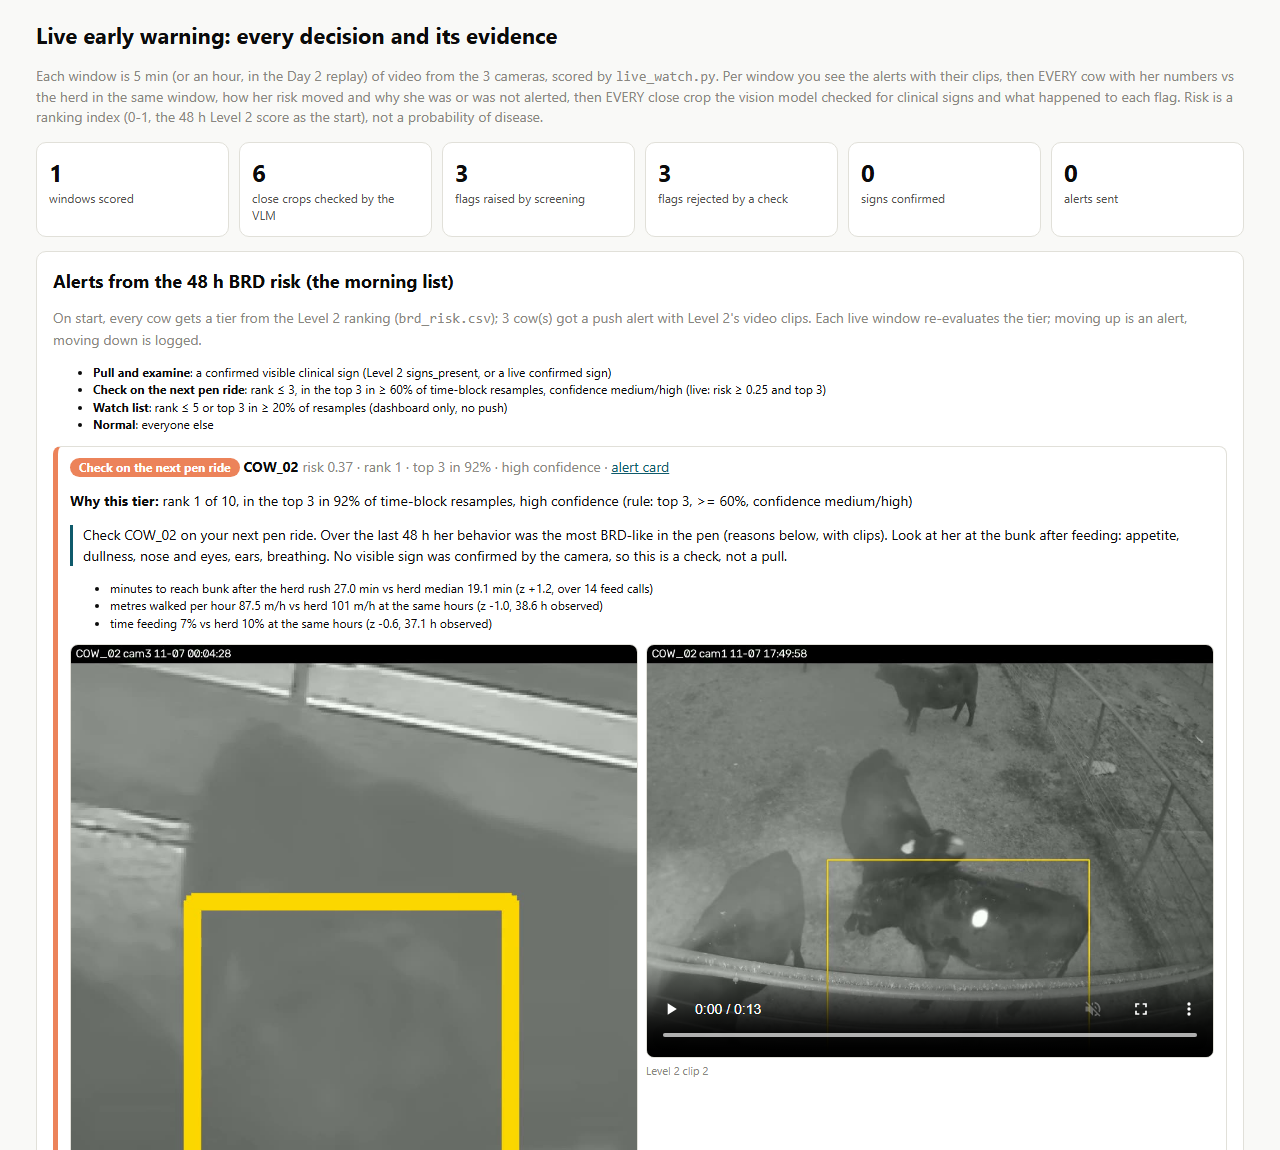 Live early warning: every decision and its evidence
Each window is 5 min (or an hour, in the Day 2 replay) of video from the 3 cameras, scored by live_watch.py. Per window you see the alerts with their clips, then EVERY cow with her numbers vs
the herd in the same window, how her risk moved and why she was or was not alerted, then EVERY close crop the vision model checked for clinical signs and what happened to each flag. Risk is a
ranking index (0-1, the 48 h Level 2 score as the start), not a probability of disease.
1
windows scored
6
close crops checked by the
VLM
3
flags raised by screening
3
flags rejected by a check
0
signs confirmed
0
alerts sent
Alerts from the 48 h BRD risk (the morning list)
On start, every cow gets a tier from the Level 2 ranking (brd_risk.csv); 3 cow(s) got a push alert with Level 2's video clips. Each live window re-evaluates the tier; moving up is an alert,
moving down is logged.
• Pull and examine: a confirmed visible clinical sign (Level 2 signs_present, or a live confirmed sign)
• Check on the next pen ride: rank ≤ 3, in the top 3 in ≥ 60% of time-block resamples, confidence medium/high (live: risk ≥ 0.25 and top 3)
• Watch list: rank ≤ 5 or top 3 in ≥ 20% of resamples (dashboard only, no push)
• Normal: everyone else
Check on the next pen ride COW_02 risk 0.37 · rank 1 · top 3 in 92% · high confidence · alert card
Why this tier: rank 1 of 10, in the top 3 in 92% of time-block resamples, high confidence (rule: top 3, >= 60%, confidence medium/high)
Check COW_02 on your next pen ride. Over the last 48 h her behavior was the most BRD-like in the pen (reasons below, with clips). Look at her at the bunk after feeding: appetite,
dullness, nose and eyes, ears, breathing. No visible sign was confirmed by the camera, so this is a check, not a pull.
• minutes to reach bunk after the herd rush 27.0 min vs herd median 19.1 min (z +1.2, over 14 feed calls)
• metres walked per hour 87.5 m/h vs herd 101 m/h at the same hours (z -1.0, 38.6 h observed)
• time feeding 7% vs herd 10% at the same hours (z -0.6, 37.1 h observed)
COW_02 cam3 11-07 00:04:28
COW_02 cam1 11-07 17:49:58
0:00 / 0:13
Level 2 clip 2